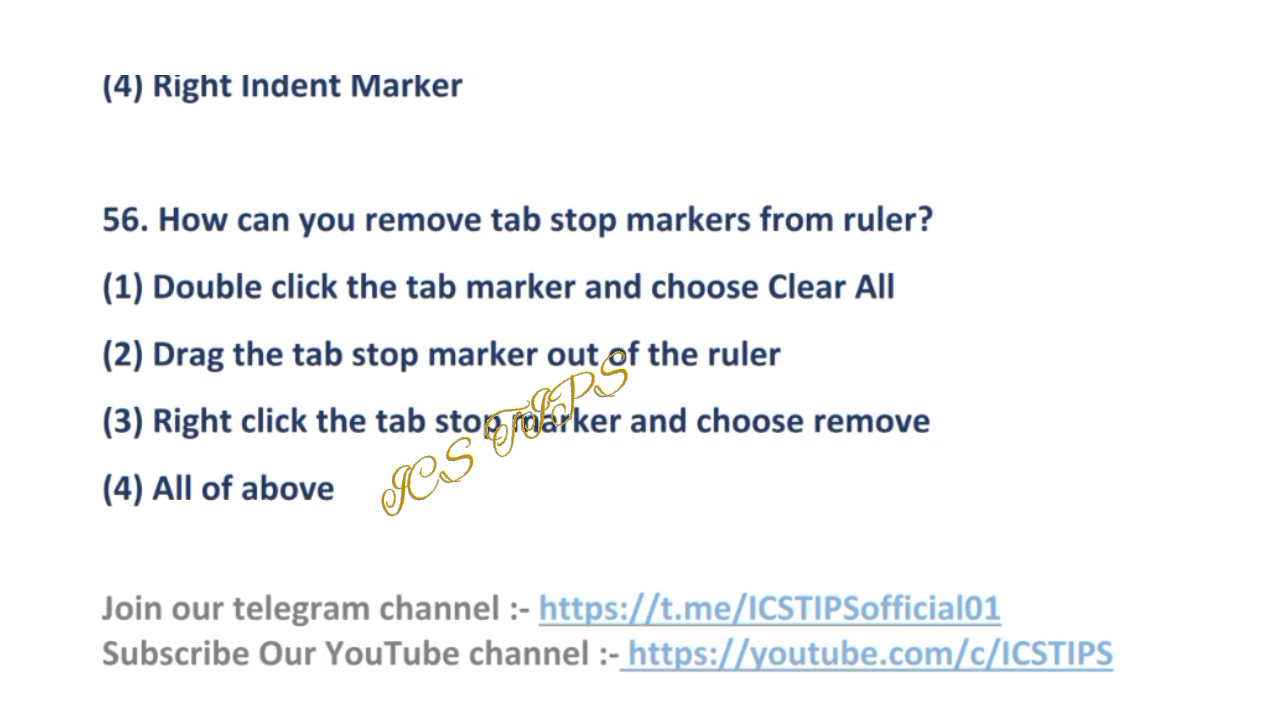 (4) Right Indent Marker
56. How can you remove tab stop markers from ruler?
(1) Double click the tab marker and choose Clear All
(2) Drag the tab stop marker out of the ruler
(3) Right click the tab stop marker and choose remove
(4) All of above
ICS TIPS
Join our telegram channel :- https://t.me/ICSTIPSofficial01
Subscribe Our YouTube channel :- https://youtube.com/c/ICSTIPS